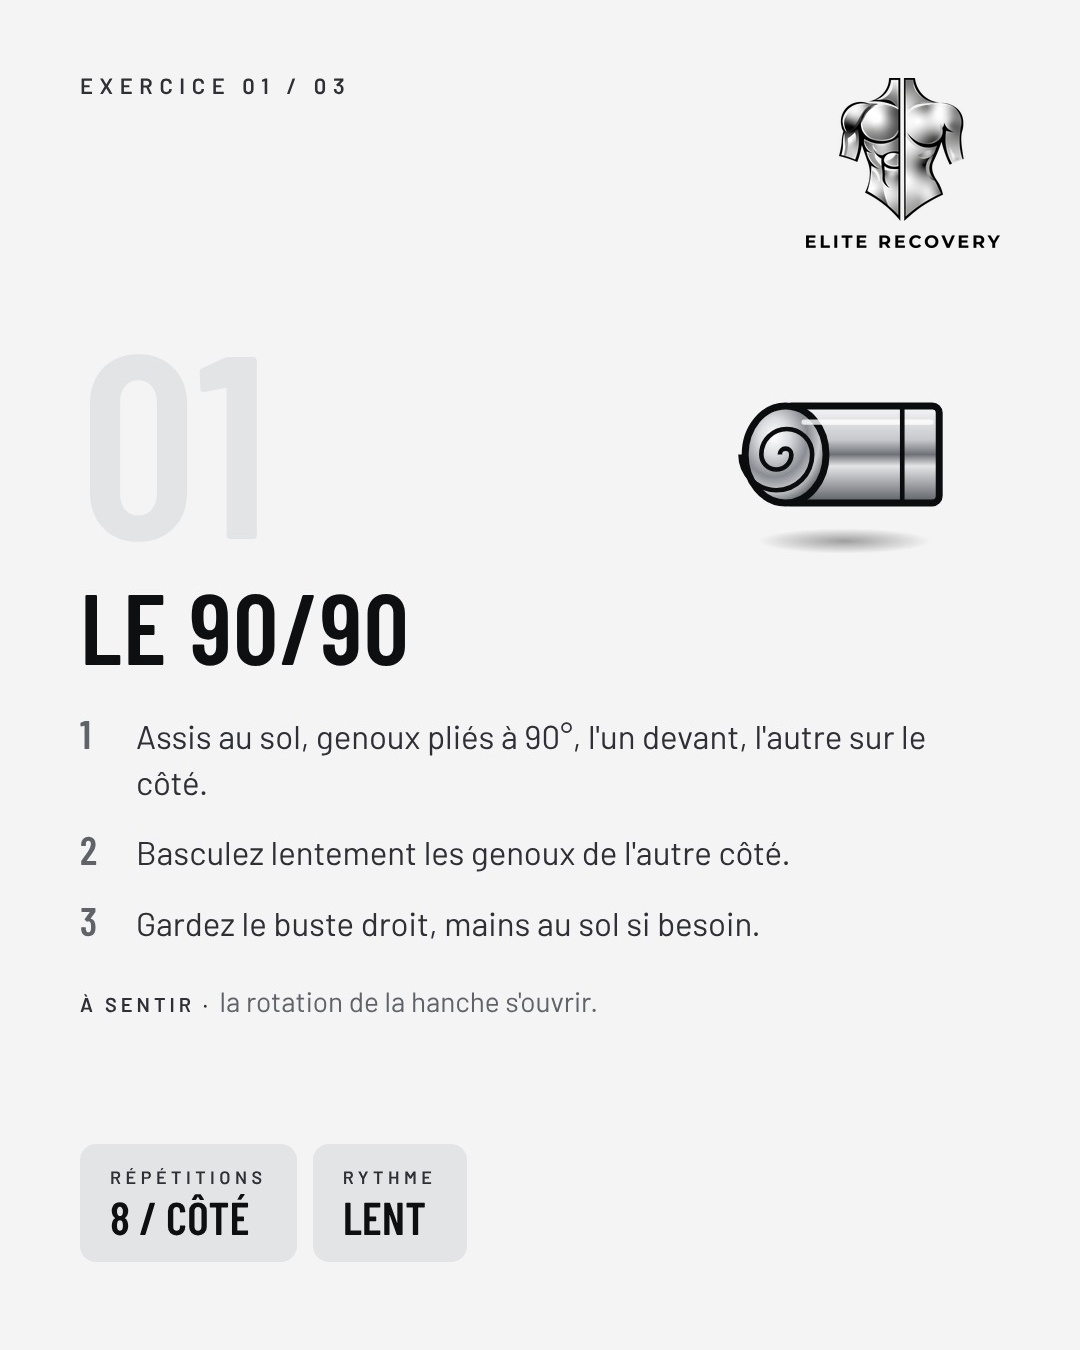 EXERCICE 01 / 03
ELITE RECOVERY
01
LE 90/90
1 Assis au sol, genoux pliés à 90°, l'un devant, l'autre sur le
côté.
2 Basculez lentement les genoux de l'autre côté.
3 Gardez le buste droit, mains au sol si besoin.
À SENTIR · la rotation de la hanche s'ouvrir.
RÉPÉTITIONS
8 / CÔTÉ
RYTHME
LENT